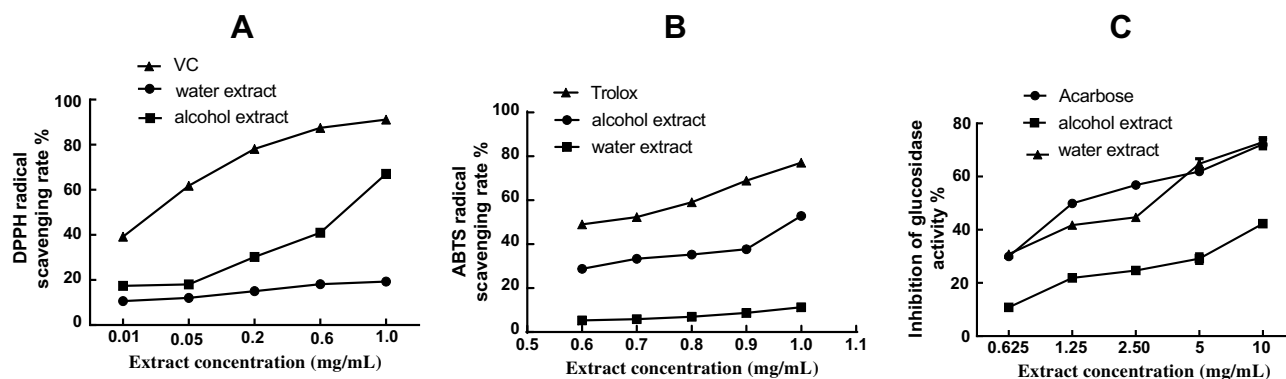 A
VC
water extract
alcohol extract
DPPH radical
scavenging rate %
100
80
60
40
20
0
0.01 0.05 0.2 0.6 1.0
Extract concentration (mg/mL)
B
Trolox
alcohol extract
water extract
ABTS radical
scavenging rate %
100
80
60
40
20
0
0.5 0.6 0.7 0.8 0.9 1.0 1.1
Extract concentration (mg/mL)
C
Acarbose
alcohol extract
water extract
Inhibition of glucosidase
activity %
80
60
40
20
0
0.625 1.25 2.50 5 10
Extract concentration (mg/mL)